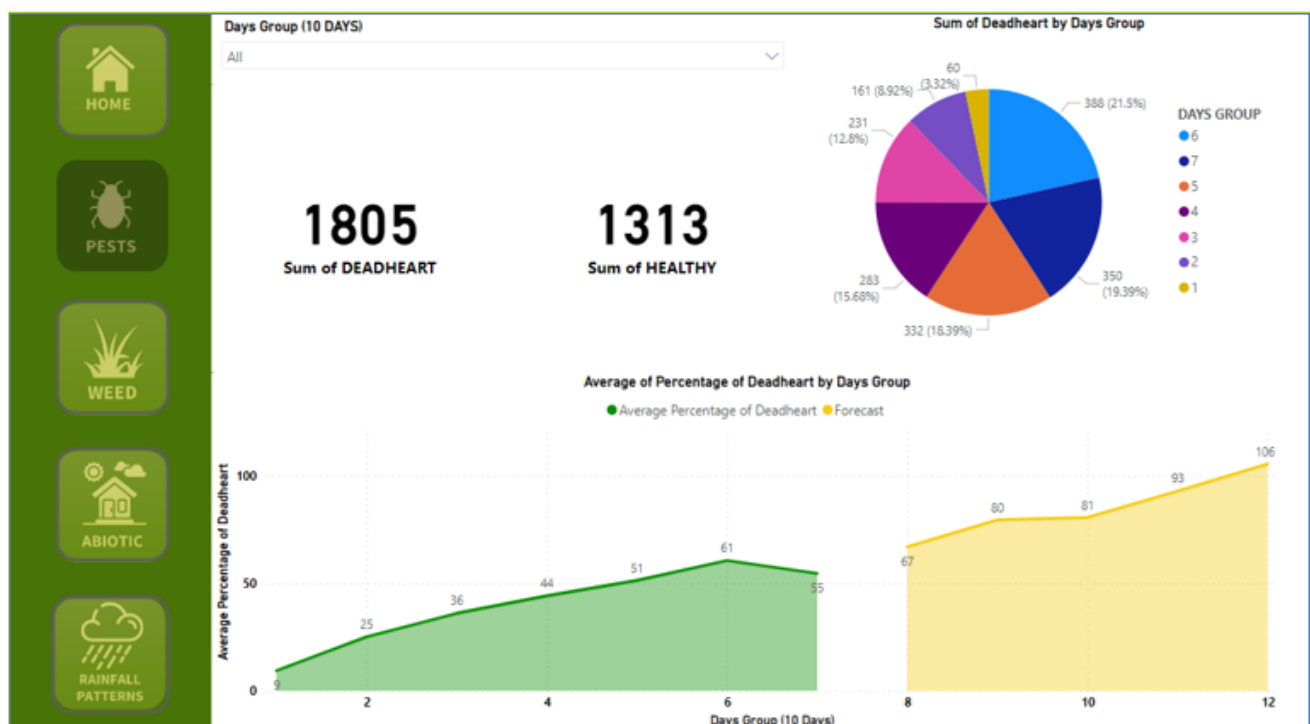 HOME
PESTS
WEED
ABIOTIC
RAINFALL
PATTERNS
Days Group (10 DAYS)
All
1805
Sum of DEADHEART
1313
Sum of HEALTHY
Sum of Deadheart by Days Group
60
(3.32%)
161 (8.92%)
231
(12.8%)
283
(15.68%)
332 (18.39%)
350
(19.39%)
388 (21.5%)
DAYS GROUP
6
7
5
4
3
2
1
Average of Percentage of Deadheart by Days Group
Average Percentage of Deadheart
Forecast
Average Percentage of Deadheart
100
50
0
9
25
36
44
51
61
55
67
80
81
93
106
2
4
6
8
10
12
Days Group (10 Days)